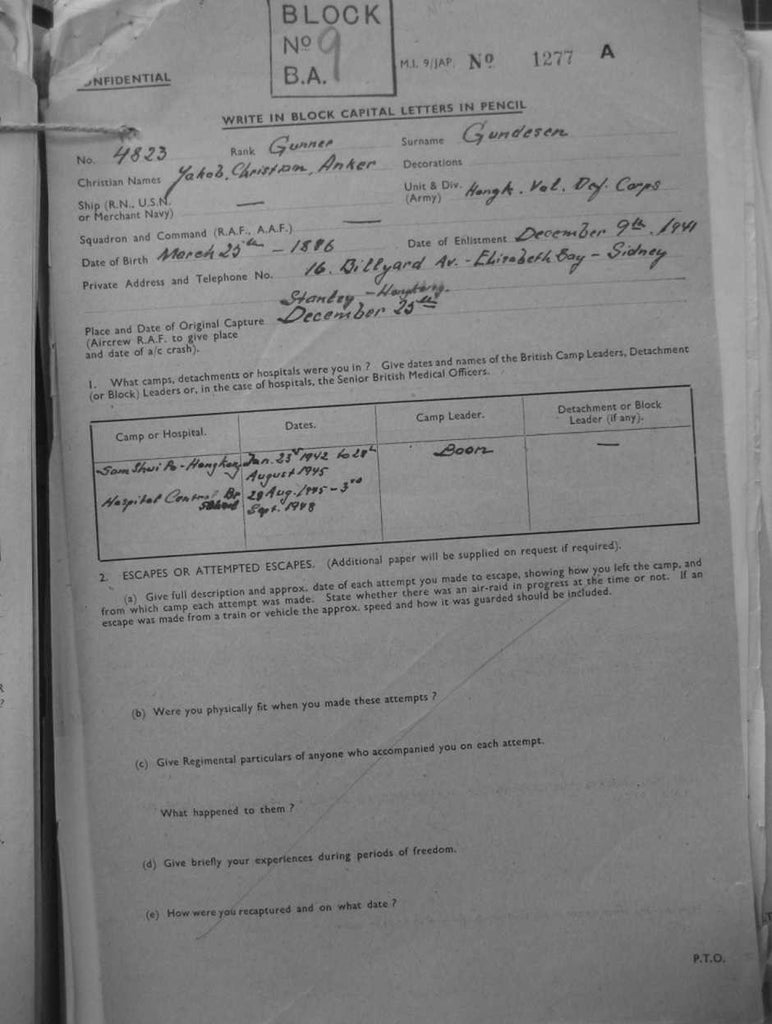 BLOCK
Nº 9
B.A.
NFIDENTIAL
M.I. 9/JAP. Nº 1277 A
WRITE IN BLOCK CAPITAL LETTERS IN PENCIL
No. 4823 Rank Gunner Surname Gundesen
Christian Names Yakob, Christian, Anker Decorations
Ship (R.N., U.S.N. or Merchant Navy) — Unit & Div. (Army) Hongk. Vol. Def. Corps
Squadron and Command (R.A.F., A.A.F.) —
Date of Birth March 25th – 1886 Date of Enlistment December 9th. 1941
Private Address and Telephone No. 16. Billyard Av. - Elizabeth Bay - Sidney
Stanley - Hongkong.
Place and Date of Original Capture December 25th
(Aircrew R.A.F. to give place
and date of a/c crash).
1. What camps, detachments or hospitals were you in ? Give dates and names of the British Camp Leaders, Detachment
(or Block) Leaders or, in the case of hospitals, the Senior British Medical Officers.
Camp or Hospital. Dates. Camp Leader. Detachment or Block Leader (if any).
Sam Shui Po - Hongkong Jan. 23rd 1942 to 28th Boon —
August 1945
Hospital Central Br 28 Aug. 1945 - 3rd
School Sept. 1945
2. ESCAPES OR ATTEMPTED ESCAPES. (Additional paper will be supplied on request if required).
(a) Give full description and approx. date of each attempt you made to escape, showing how you left the camp, and
from which camp each attempt was made. State whether there was an air-raid in progress at the time or not. If an
escape was made from a train or vehicle the approx. speed and how it was guarded should be included.
(b) Were you physically fit when you made these attempts ?
(c) Give Regimental particulars of anyone who accompanied you on each attempt.
What happened to them ?
(d) Give briefly your experiences during periods of freedom.
(e) How were you recaptured and on what date ?
P.T.O.